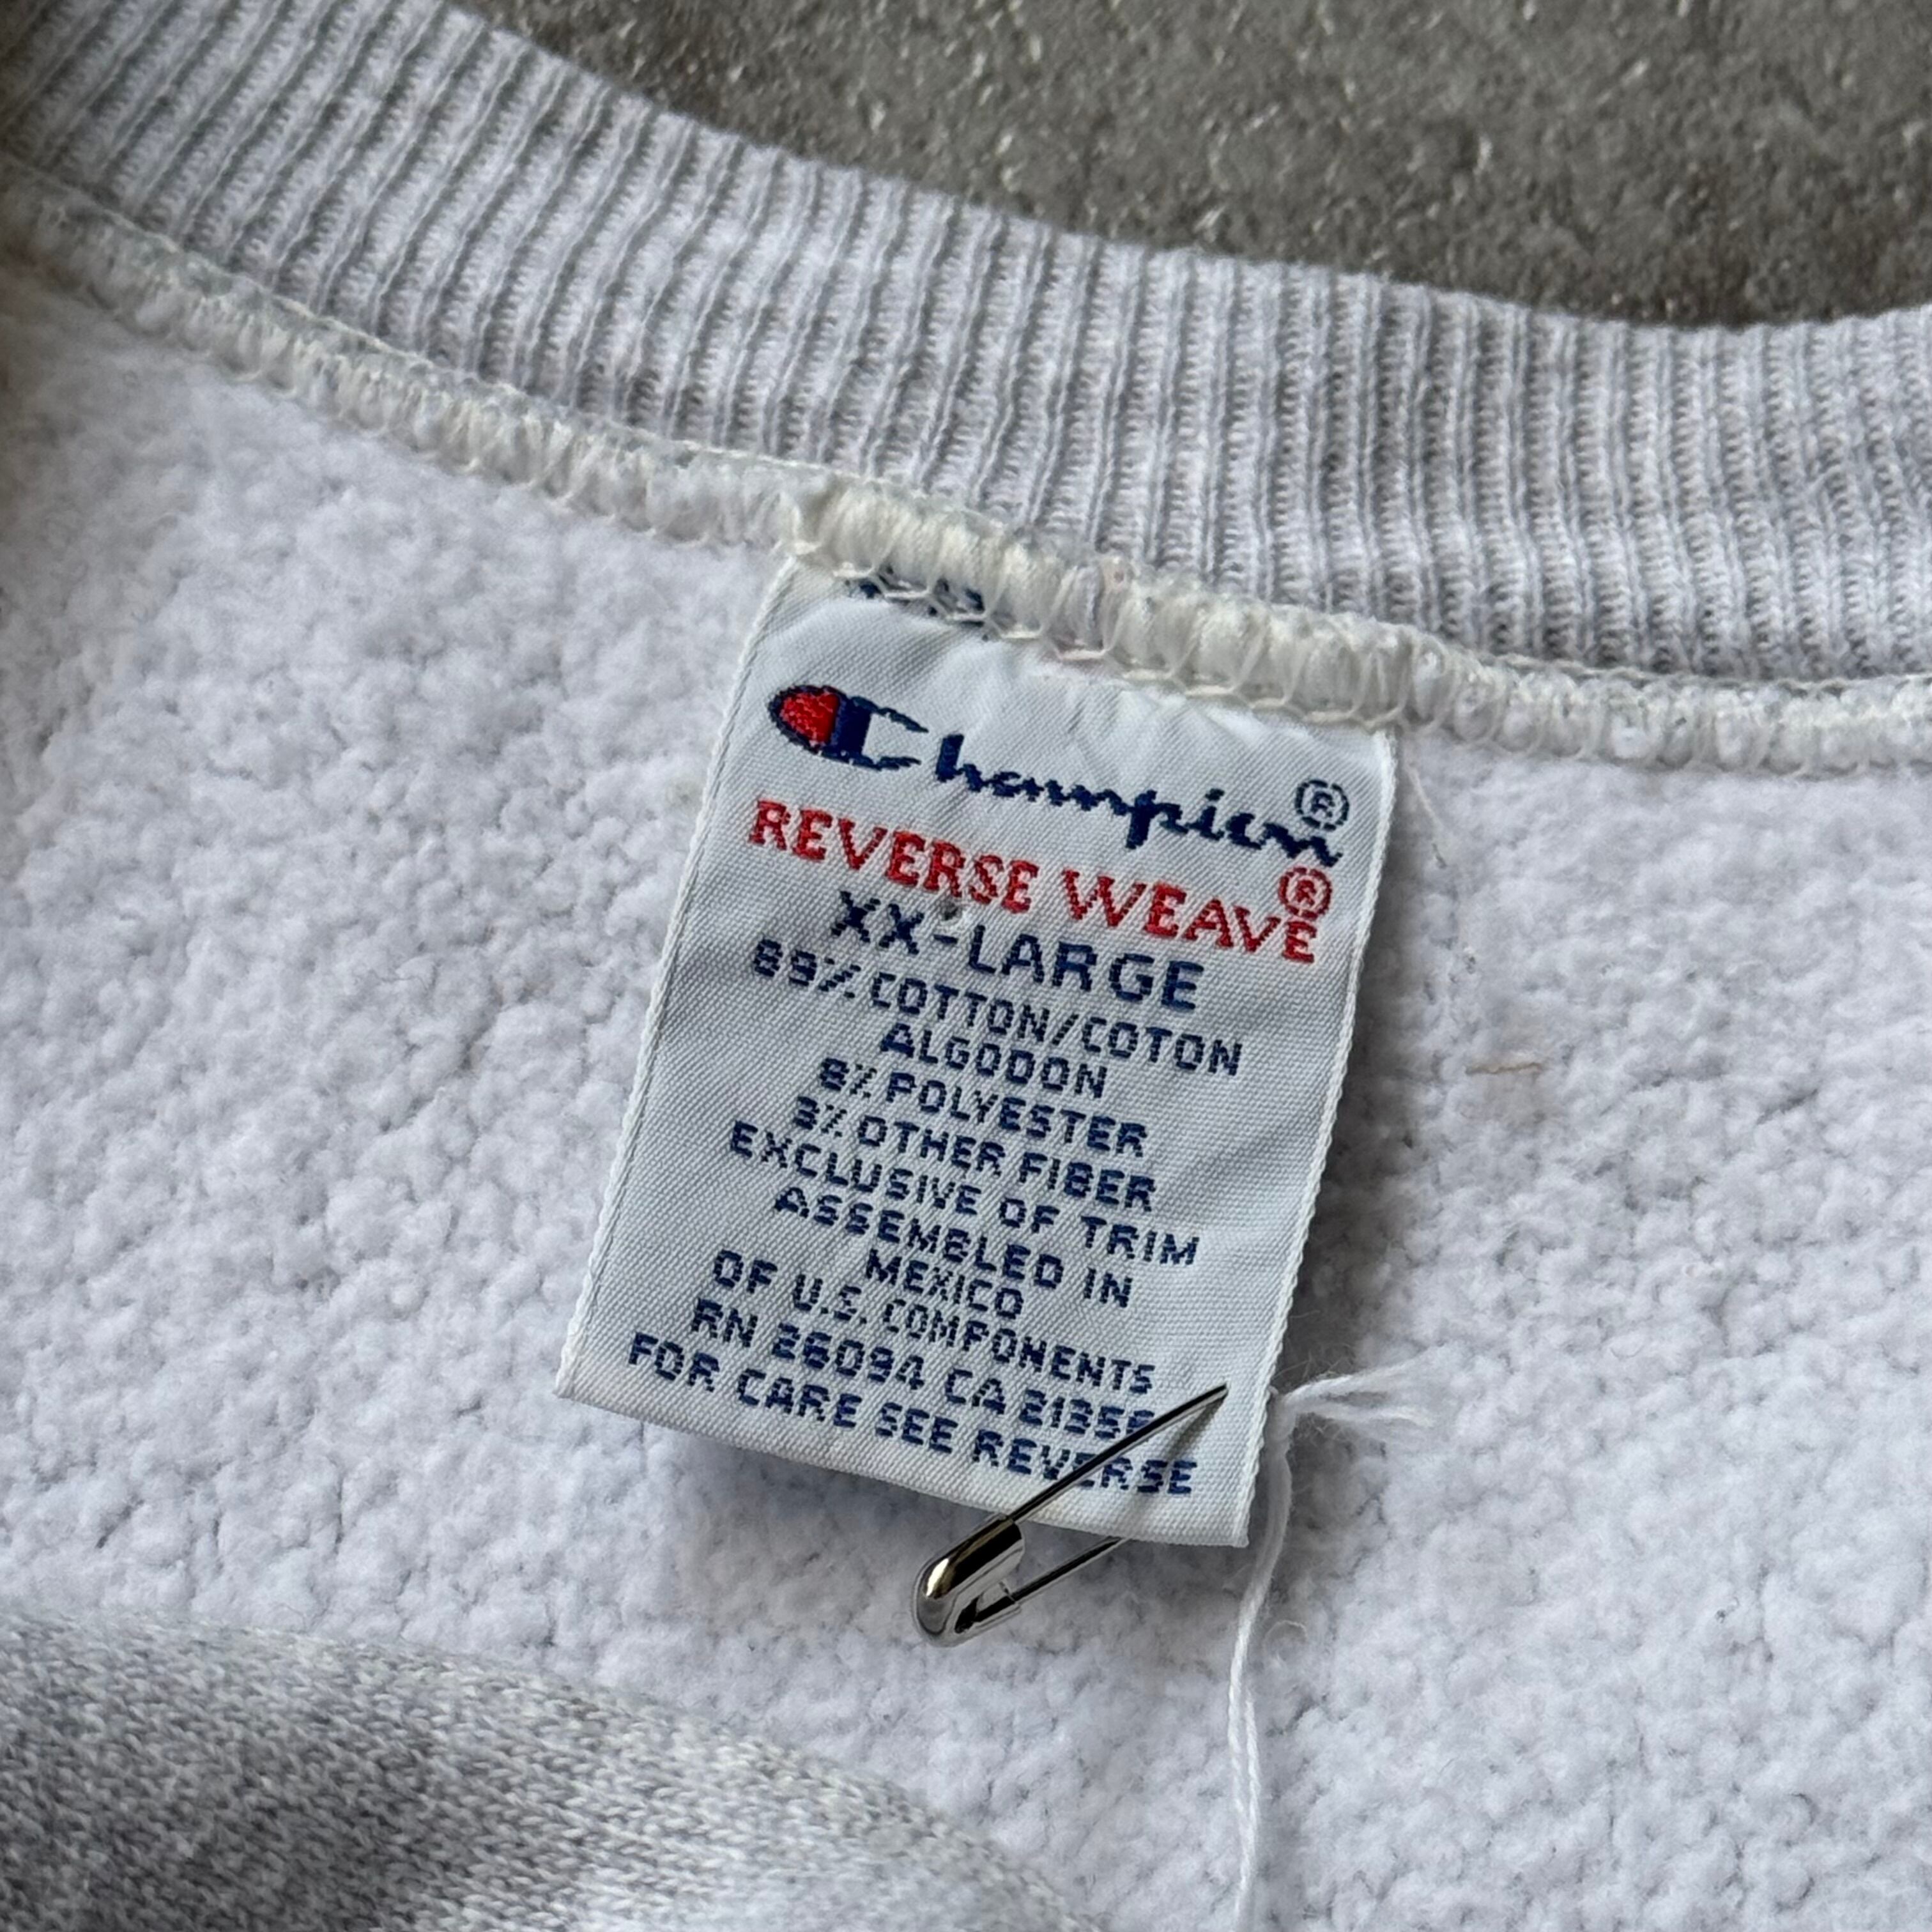 Champion®
REVERSE WEAVE®
XX-LARGE
89% COTTON/COTON
ALGODON
8% POLYESTER
3% OTHER FIBER
EXCLUSIVE OF TRIM
ASSEMBLED IN
MEXICO
OF U.S. COMPONENTS
RN 26094 CA 21356
FOR CARE SEE REVERSE